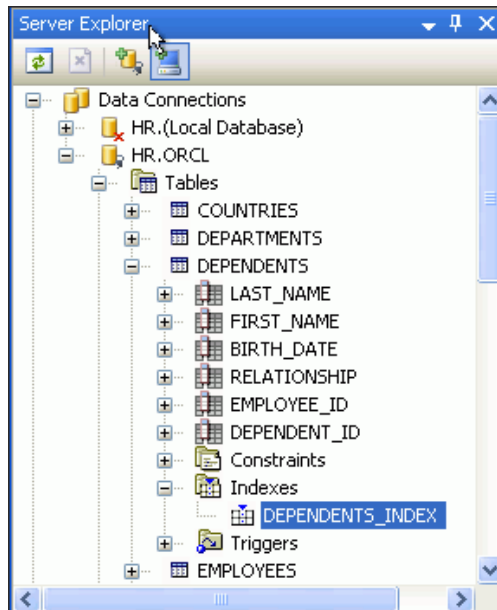 Server Explorer
Data Connections
HR.(Local Database)
HR.ORCL
Tables
COUNTRIES
DEPARTMENTS
DEPENDENTS
LAST_NAME
FIRST_NAME
BIRTH_DATE
RELATIONSHIP
EMPLOYEE_ID
DEPENDENT_ID
Constraints
Indexes
DEPENDENTS_INDEX
Triggers
EMPLOYEES